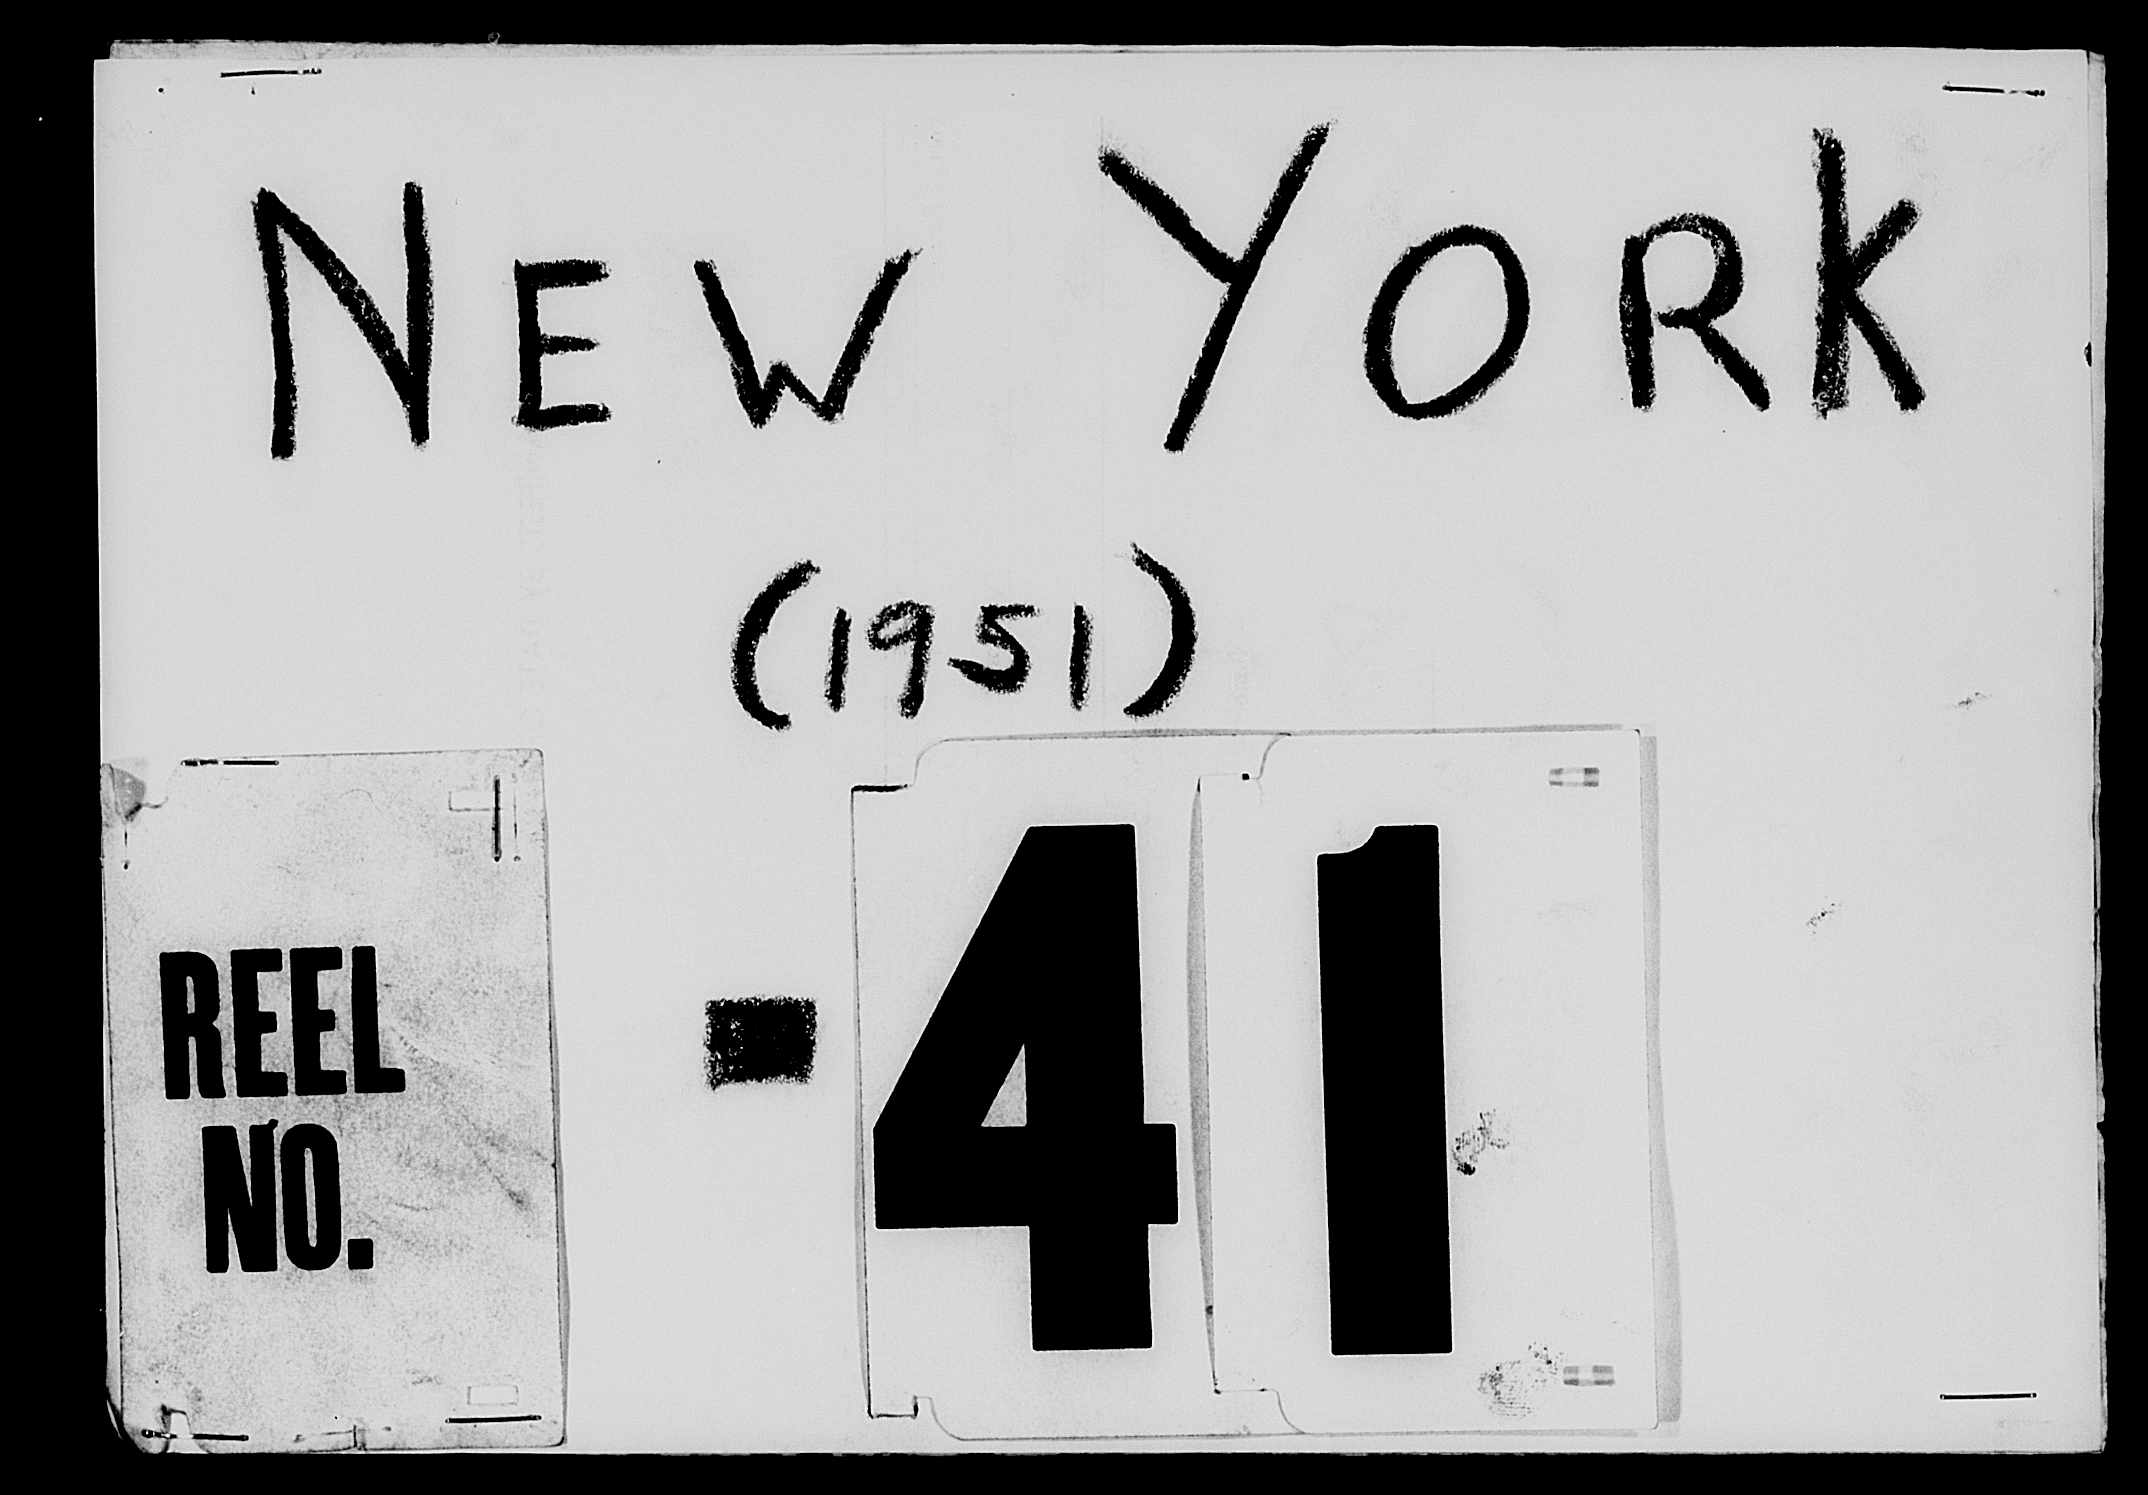 NEW YORK
(1951)
REEL
NO.
- 41